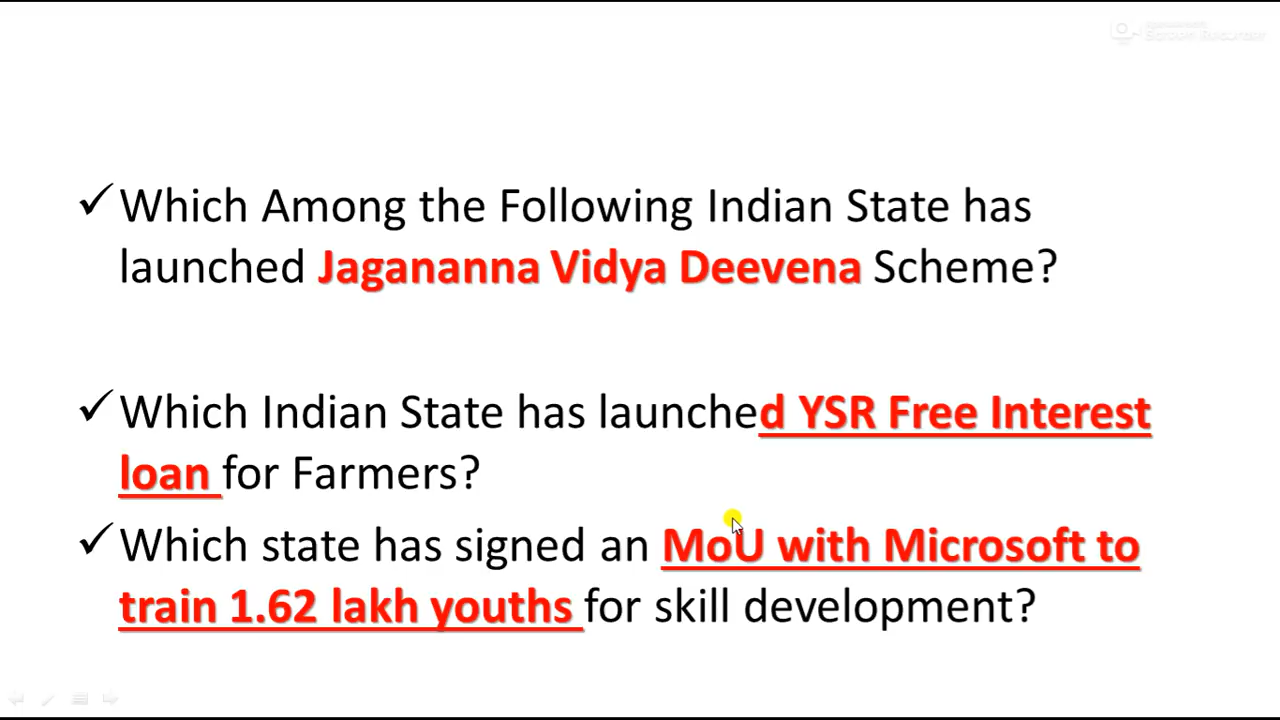 Screen Recorder
✓Which Among the Following Indian State has
launched Jagananna Vidya Deevena Scheme?
✓Which Indian State has launched YSR Free Interest
loan for Farmers?
✓Which state has signed an MoU with Microsoft to
train 1.62 lakh youths for skill development?